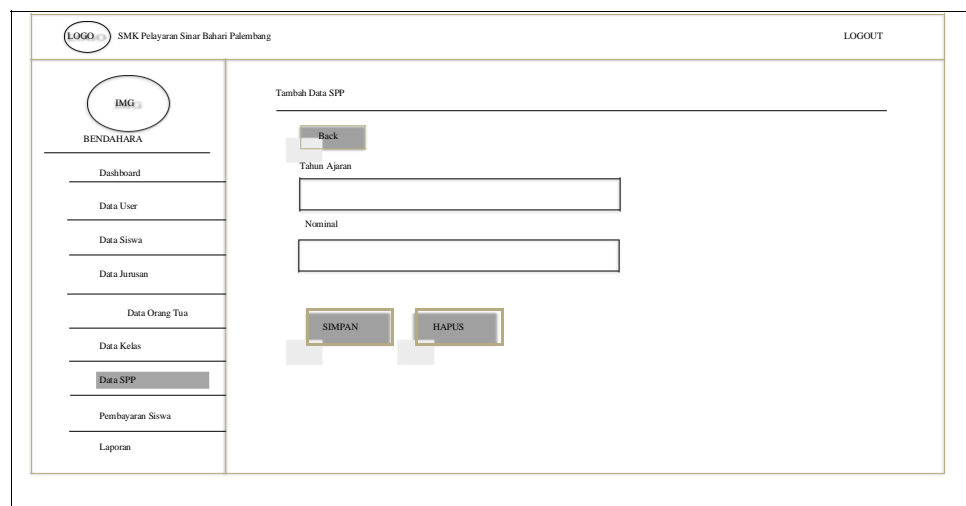 LOGO
SMK Pelayaran Sinar Bahari Palembang
LOGOUT
IMG
BENDAHARA
Dashboard
Data User
Data Siswa
Data Jurusan
Data Orang Tua
Data Kelas
Data SPP
Pembayaran Siswa
Laporan
Tambah Data SPP
Back
Tahun Ajaran
Nominal
SIMPAN
HAPUS